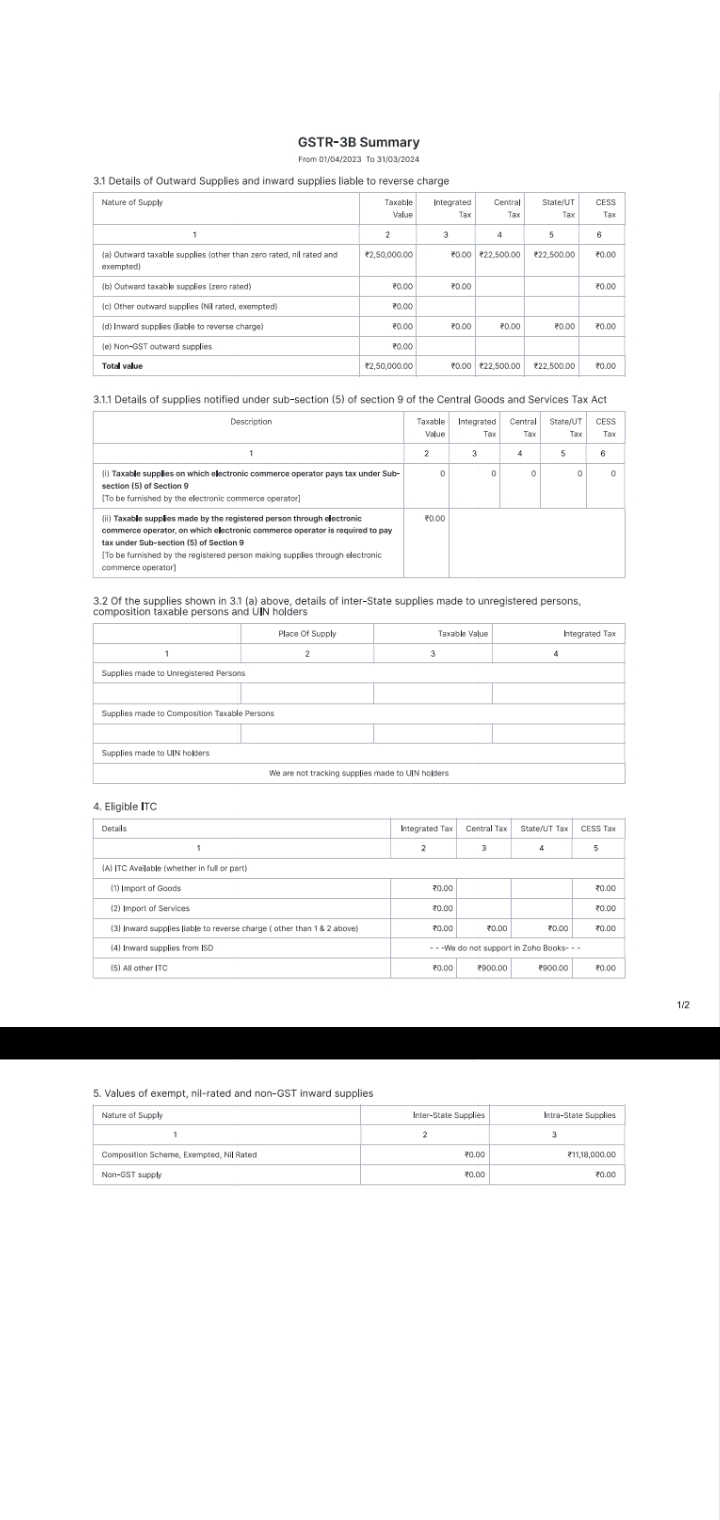 GSTR-3B Summary
From 01/04/2023 To 31/03/2024
3.1 Details of Outward Supplies and inward supplies liable to reverse charge
Nature of Supply Taxable Value Integrated Tax Central Tax State/UT Tax CESS Tax
1 2 3 4 5 6
(a) Outward taxable supplies (other than zero rated, nil rated and exempted) ₹2,50,000.00 ₹0.00 ₹22,500.00 ₹22,500.00 ₹0.00
(b) Outward taxable supplies (zero rated) ₹0.00 ₹0.00 ₹0.00
(c) Other outward supplies (Nil rated, exempted) ₹0.00
(d) Inward supplies (liable to reverse charge) ₹0.00 ₹0.00 ₹0.00 ₹0.00 ₹0.00
(e) Non-GST outward supplies ₹0.00
Total value ₹2,50,000.00 ₹0.00 ₹22,500.00 ₹22,500.00 ₹0.00
3.1.1 Details of supplies notified under sub-section (5) of section 9 of the Central Goods and Services Tax Act
Description Taxable Value Integrated Tax Central Tax State/UT Tax CESS Tax
1 2 3 4 5 6
(i) Taxable supplies on which electronic commerce operator pays tax under Sub- 0 0 0 0 0
section (5) of Section 9
[To be furnished by the electronic commerce operator]
(ii) Taxable supplies made by the registered person through electronic ₹0.00
commerce operator, on which electronic commerce operator is required to pay
tax under Sub-section (5) of Section 9
[To be furnished by the registered person making supplies through electronic
commerce operator]
3.2 Of the supplies shown in 3.1 (a) above, details of inter-State supplies made to unregistered persons,
composition taxable persons and UIN holders
Place Of Supply Taxable Value Integrated Tax
1 2 3 4
Supplies made to Unregistered Persons
Supplies made to Composition Taxable Persons
Supplies made to UIN holders
We are not tracking supplies made to UIN holders
4. Eligible ITC
Details Integrated Tax Central Tax State/UT Tax CESS Tax
1 2 3 4 5
(A) ITC Available (whether in full or part)
(1) Import of Goods ₹0.00 ₹0.00
(2) Import of Services ₹0.00 ₹0.00
(3) Inward supplies liable to reverse charge ( other than 1 & 2 above) ₹0.00 ₹0.00 ₹0.00 ₹0.00
(4) Inward supplies from ISD - - -We do not support in Zoho Books- - -
(5) All other ITC ₹0.00 ₹900.00 ₹900.00 ₹0.00
1/2
5. Values of exempt, nil-rated and non-GST inward supplies
Nature of Supply Inter-State Supplies Intra-State Supplies
1 2 3
Composition Scheme, Exempted, Nil Rated ₹0.00 ₹11,18,000.00
Non-GST supply ₹0.00 ₹0.00